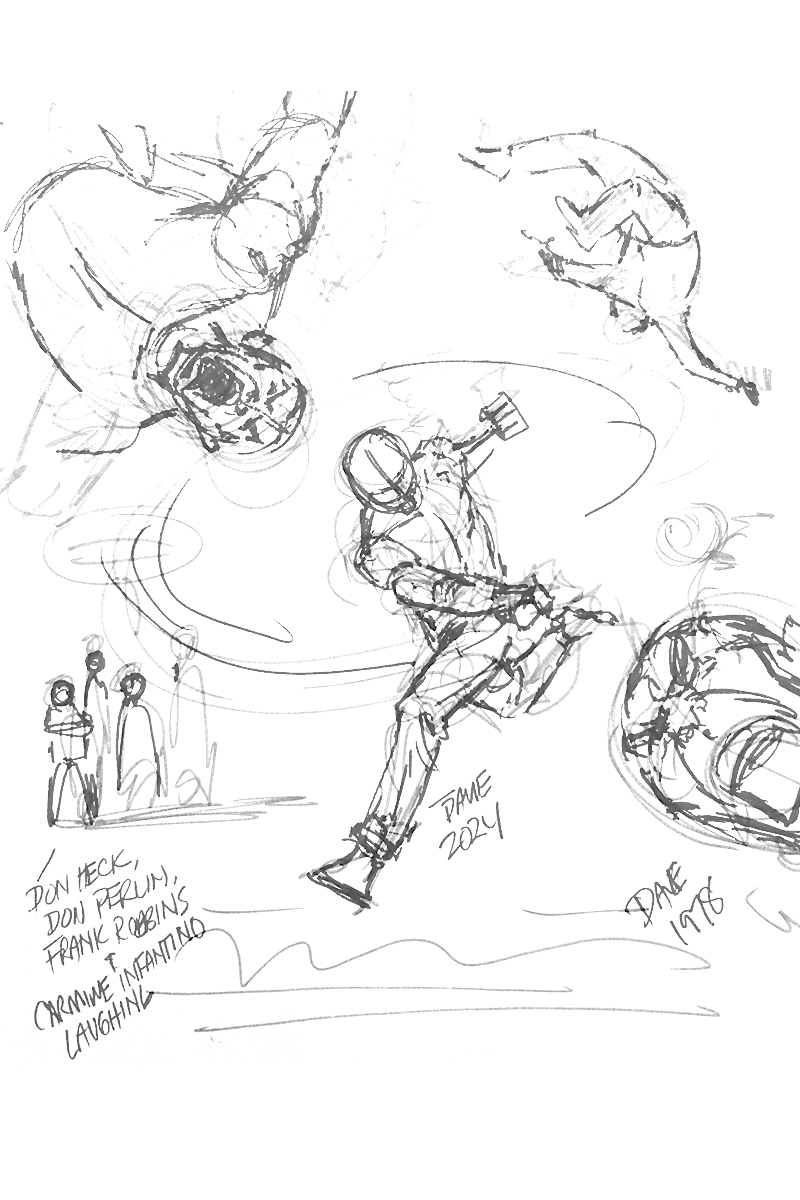 DAVE
2024
DON HECK,
DON PERLIN,
FRANK ROBBINS
&
CARMINE INFANTINO
LAUGHING
DAVE
1978